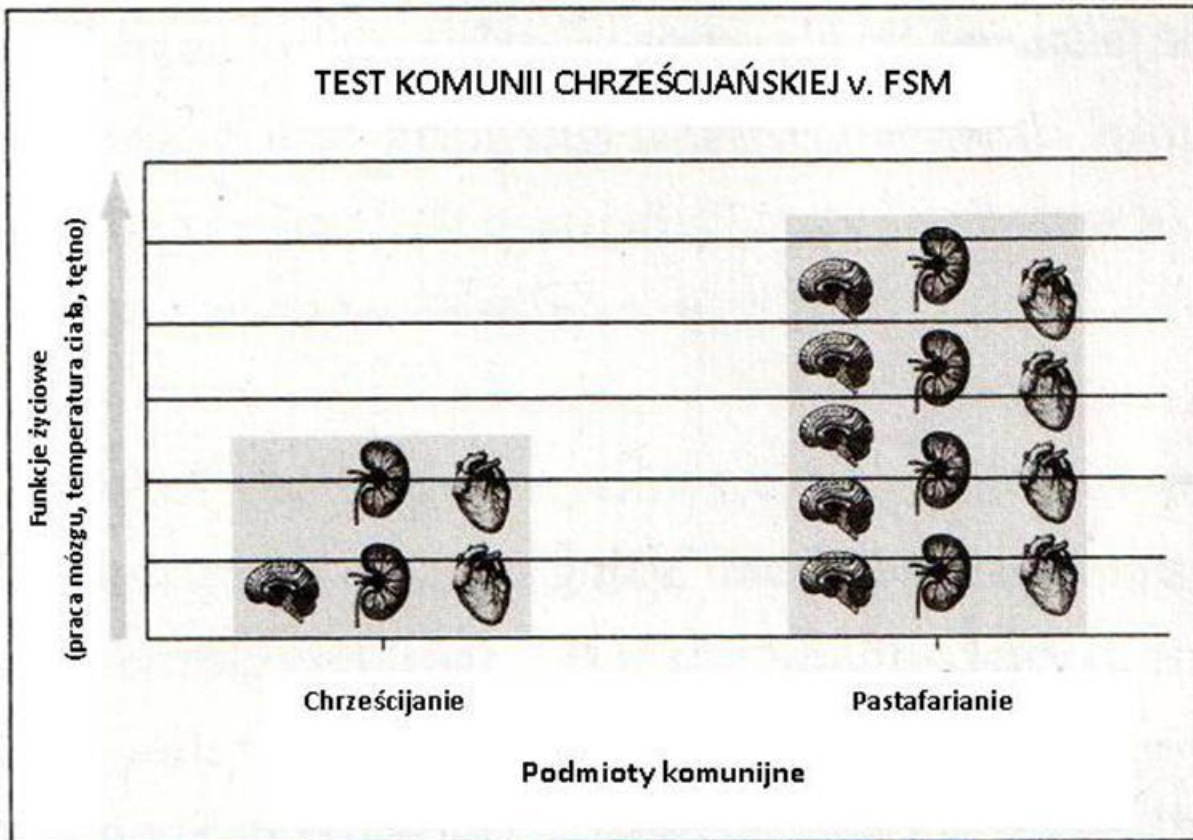 TEST KOMUNII CHRZEŚCIJAŃSKIEJ v. FSM
Funkcje życiowe
(praca mózgu, temperatura ciała, tętno)
Chrześcijanie
Pastafarianie
Podmioty komunijne